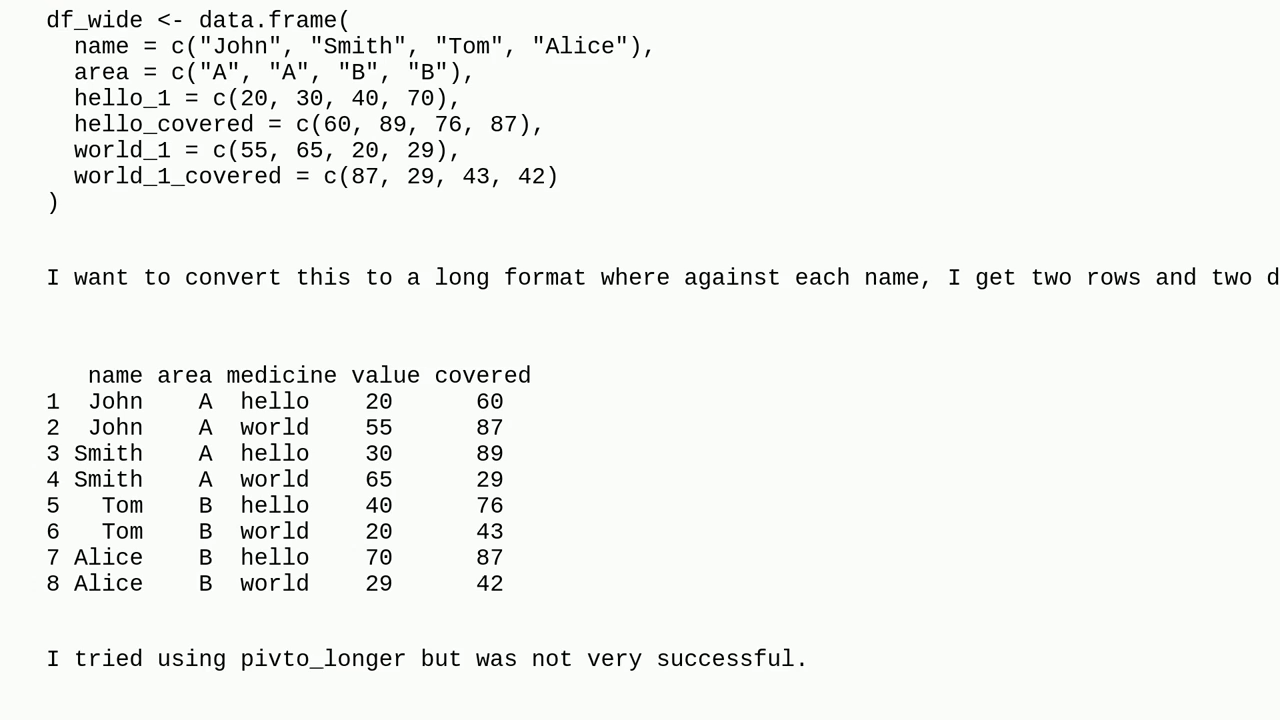 df_wide <- data.frame(
  name = c("John", "Smith", "Tom", "Alice"),
  area = c("A", "A", "B", "B"),
  hello_1 = c(20, 30, 40, 70),
  hello_covered = c(60, 89, 76, 87),
  world_1 = c(55, 65, 20, 29),
  world_1_covered = c(87, 29, 43, 42)
)
I want to convert this to a long format where against each name, I get two rows and two
   name area medicine value covered
1  John    A  hello    20      60
2  John    A  world    55      87
3 Smith    A  hello    30      89
4 Smith    A  world    65      29
5   Tom    B  hello    40      76
6   Tom    B  world    20      43
7 Alice    B  hello    70      87
8 Alice    B  world    29      42
I tried using pivto_longer but was not very successful.